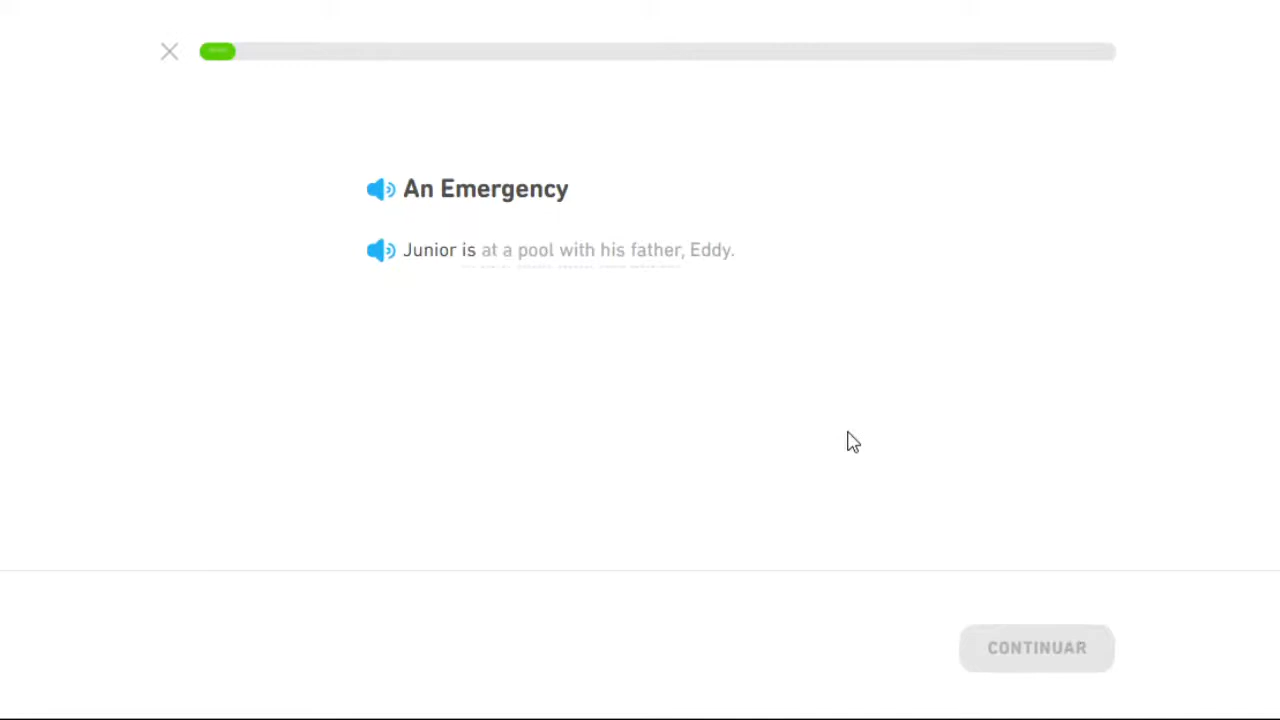 An Emergency
Junior is at a pool with his father, Eddy.
CONTINUAR